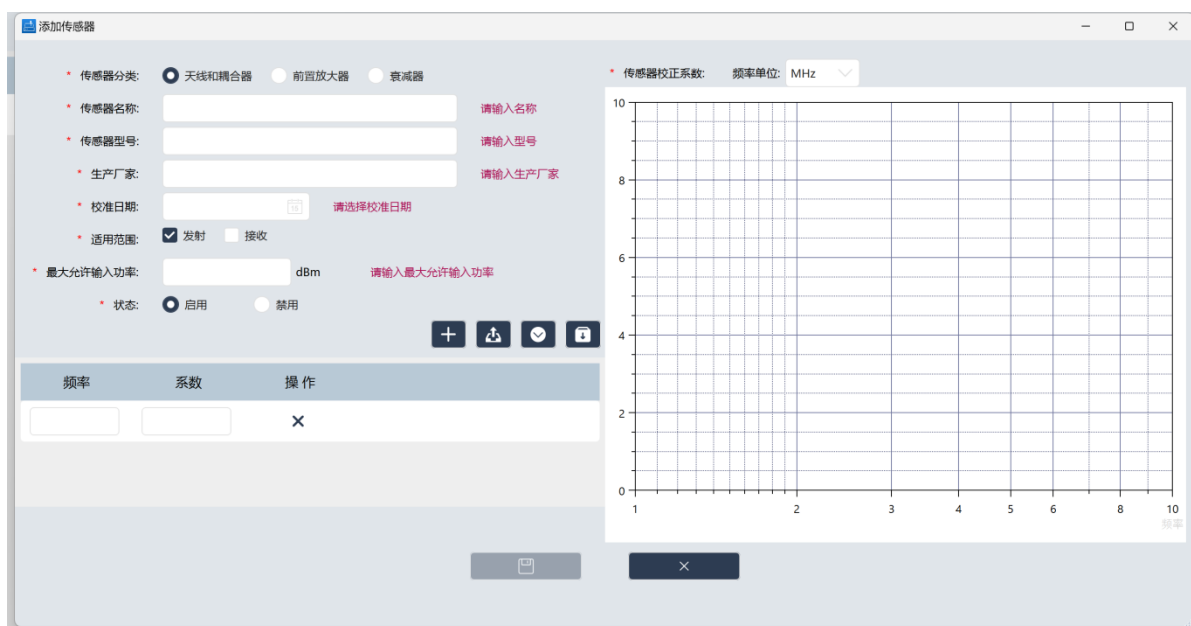 添加传感器
* 传感器分类: 天线和耦合器 前置放大器 衰减器
* 传感器名称: 请输入名称
* 传感器型号: 请输入型号
* 生产厂家: 请输入生产厂家
* 校准日期: 15 请选择校准日期
* 适用范围: 发射 接收
* 最大允许输入功率: dBm 请输入最大允许输入功率
* 状态: 启用 禁用
频率 系数 操作
* 传感器校正系数: 频率单位: MHz
10
8
6
4
2
0
1 2 3 4 5 6 8 10
频率